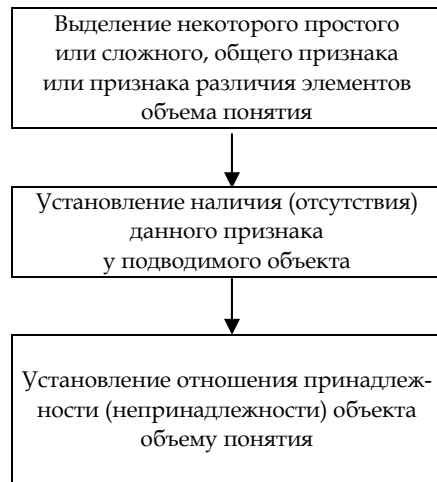 Выделение некоторого простого
или сложного, общего признака
или признака различия элементов
объема понятия
Установление наличия (отсутствия)
данного признака
у подводимого объекта
Установление отношения принадлеж-
ности (непринадлежности) объекта
объему понятия